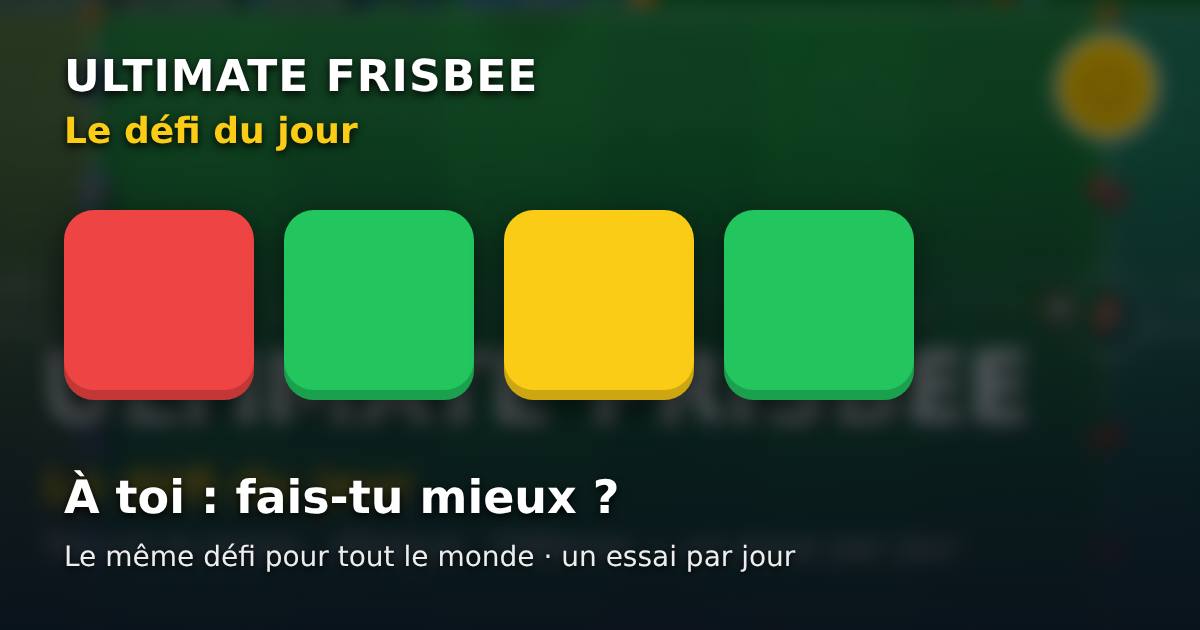 ULTIMATE FRISBEE
Le défi du jour
À toi : fais-tu mieux ?
Le même défi pour tout le monde · un essai par jour